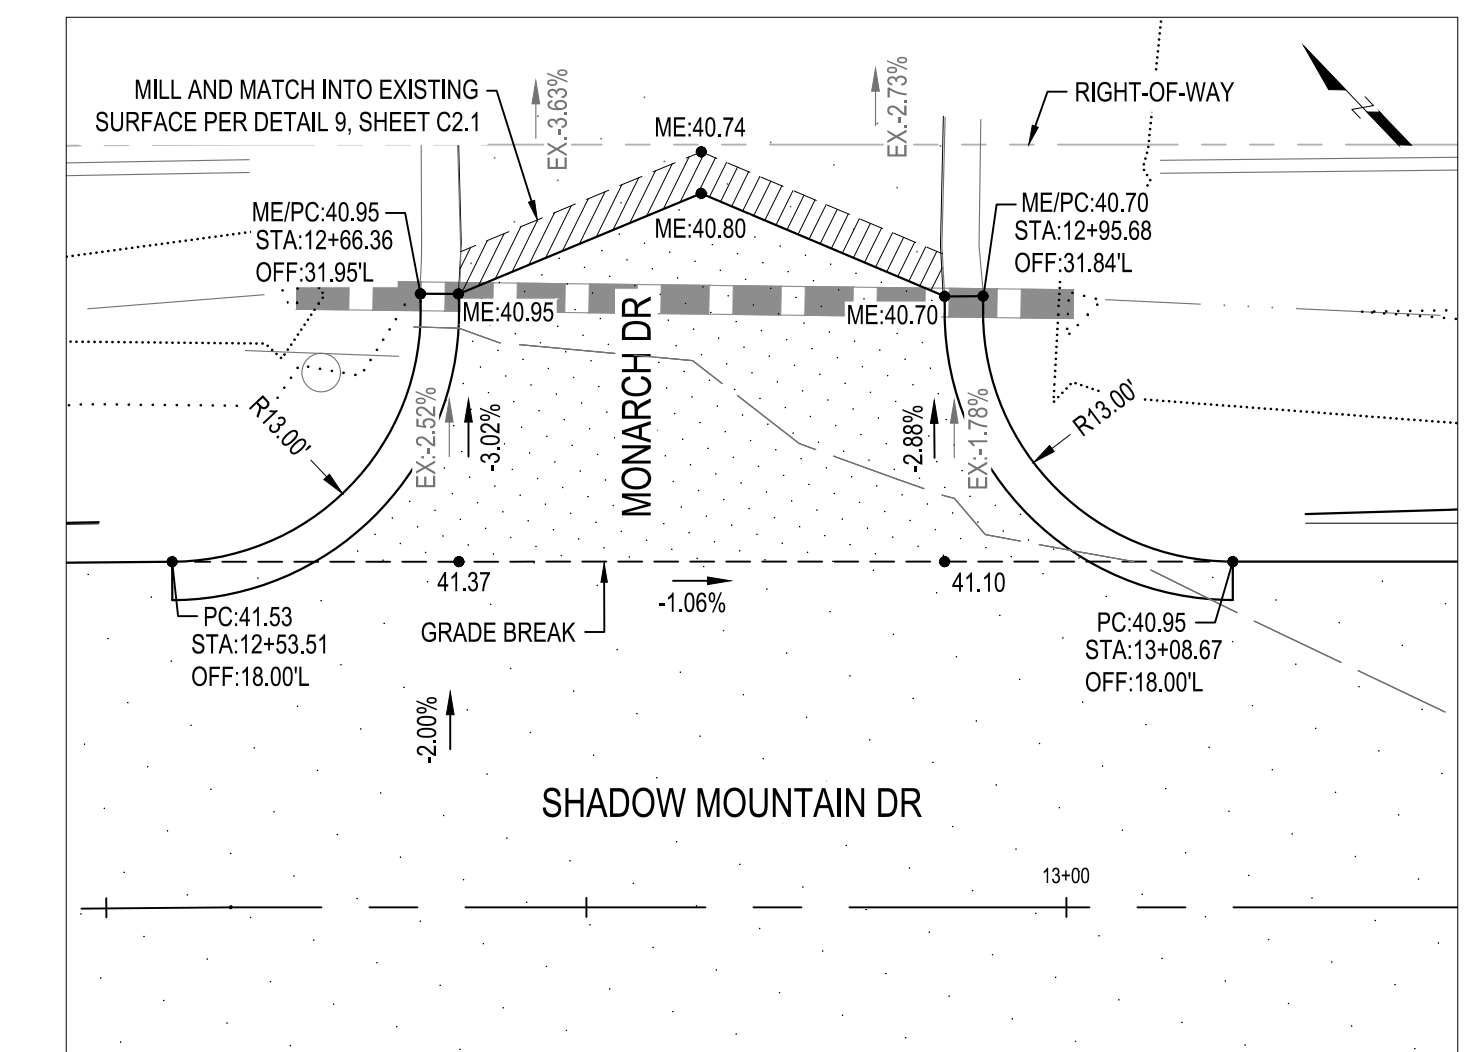 MILL AND MATCH INTO EXISTING
SURFACE PER DETAIL 9, SHEET C2.1
EX.-3.63%
EX.-2.73%
RIGHT-OF-WAY
N
ME:40.74
ME:40.80
ME/PC:40.95
STA:12+66.36
OFF:31.95'L
ME/PC:40.70
STA:12+95.68
OFF:31.84'L
ME:40.95
ME:40.70
MONARCH DR
R13.00'
EX:-2.52%
-3.02%
-2.88%
EX:-1.78%
R13.00'
41.37
-1.06%
41.10
GRADE BREAK
PC:41.53
STA:12+53.51
OFF:18.00'L
PC:40.95
STA:13+08.67
OFF:18.00'L
-2.00%
SHADOW MOUNTAIN DR
13+00